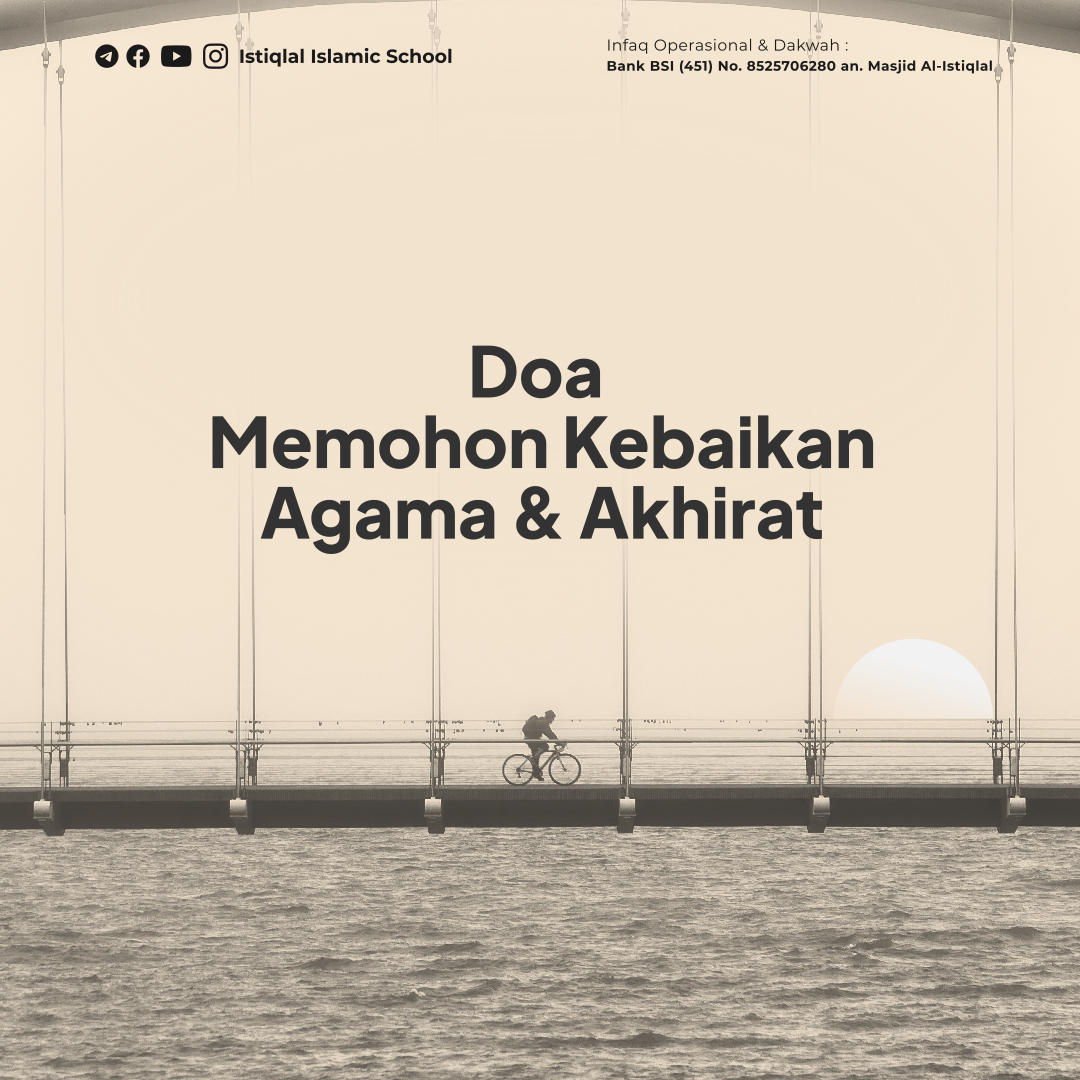 Istiqlal Islamic School
Infaq Operasional & Dakwah :
Bank BSI (451) No. 8525706280 an. Masjid Al-Istiqlal
Doa
Memohon Kebaikan
Agama & Akhirat